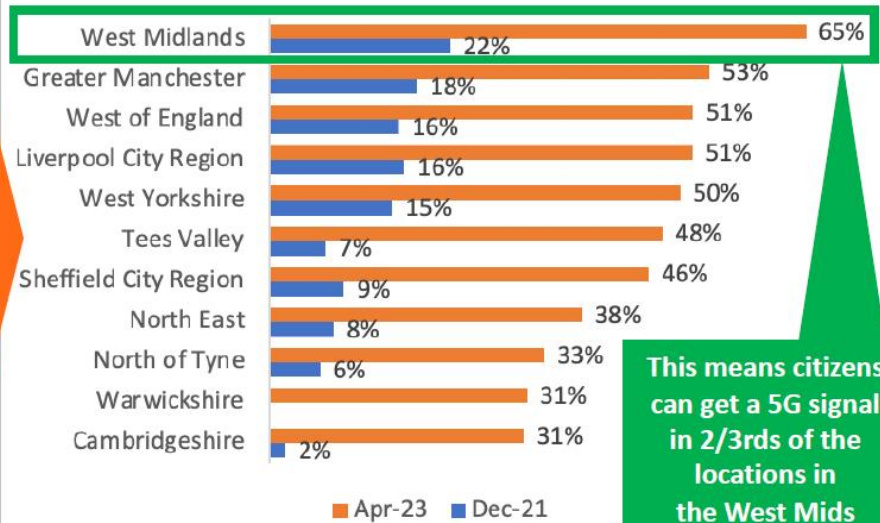 West Midlands 65%
22%
Greater Manchester 53%
18%
West of England 51%
16%
Liverpool City Region 51%
16%
West Yorkshire 50%
15%
Tees Valley 48%
7%
Sheffield City Region 46%
9%
North East 38%
8%
North of Tyne 33%
6%
Warwickshire 31%
Cambridgeshire 31%
2%
Apr-23 Dec-21
This means citizens
can get a 5G signal
in 2/3rds of the
locations in
the West Mids